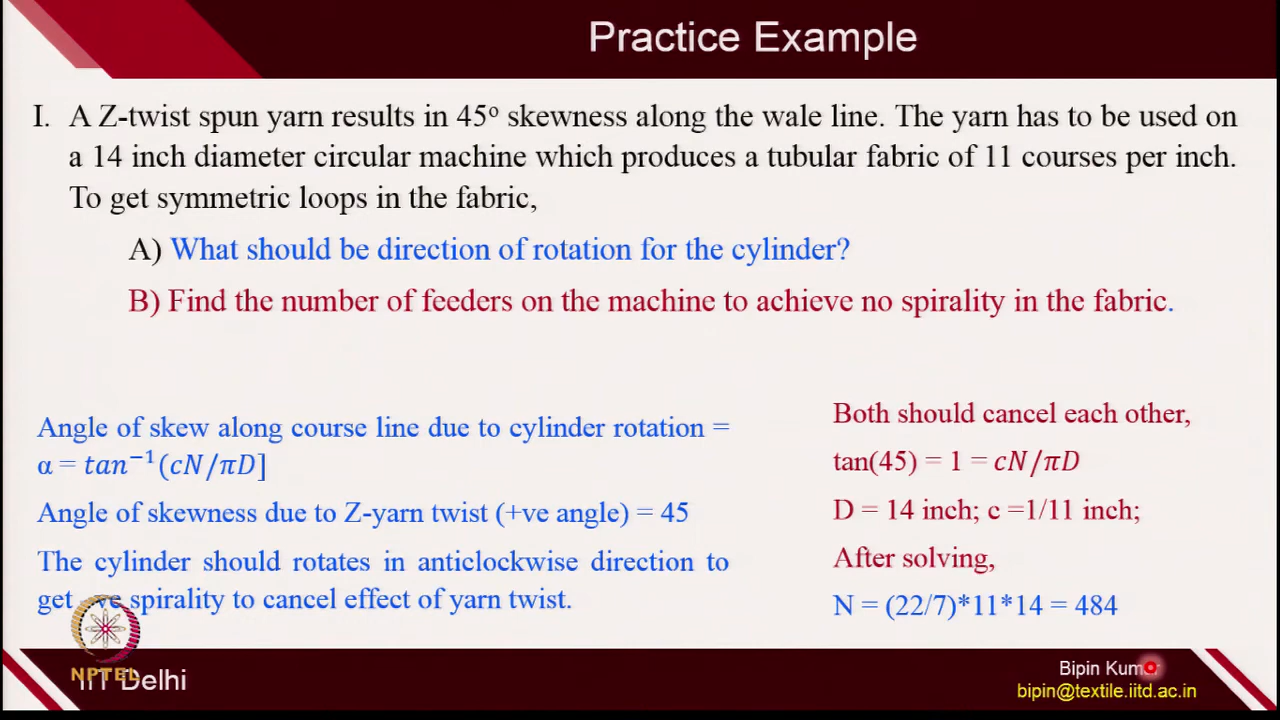 Practice Example
I. A Z-twist spun yarn results in 45º skewness along the wale line. The yarn has to be used on
a 14 inch diameter circular machine which produces a tubular fabric of 11 courses per inch.
To get symmetric loops in the fabric,
A) What should be direction of rotation for the cylinder?
B) Find the number of feeders on the machine to achieve no spirality in the fabric.
Angle of skew along course line due to cylinder rotation =
α = tan⁻¹(cN/πD]
Angle of skewness due to Z-yarn twist (+ve angle) = 45
The cylinder should rotates in anticlockwise direction to
get -ve spirality to cancel effect of yarn twist.
Both should cancel each other,
tan(45) = 1 = cN/πD
D = 14 inch; c =1/11 inch;
After solving,
N = (22/7)*11*14 = 484
NPTEL
IIT Delhi
Bipin Kumar
bipin@textile.iitd.ac.in